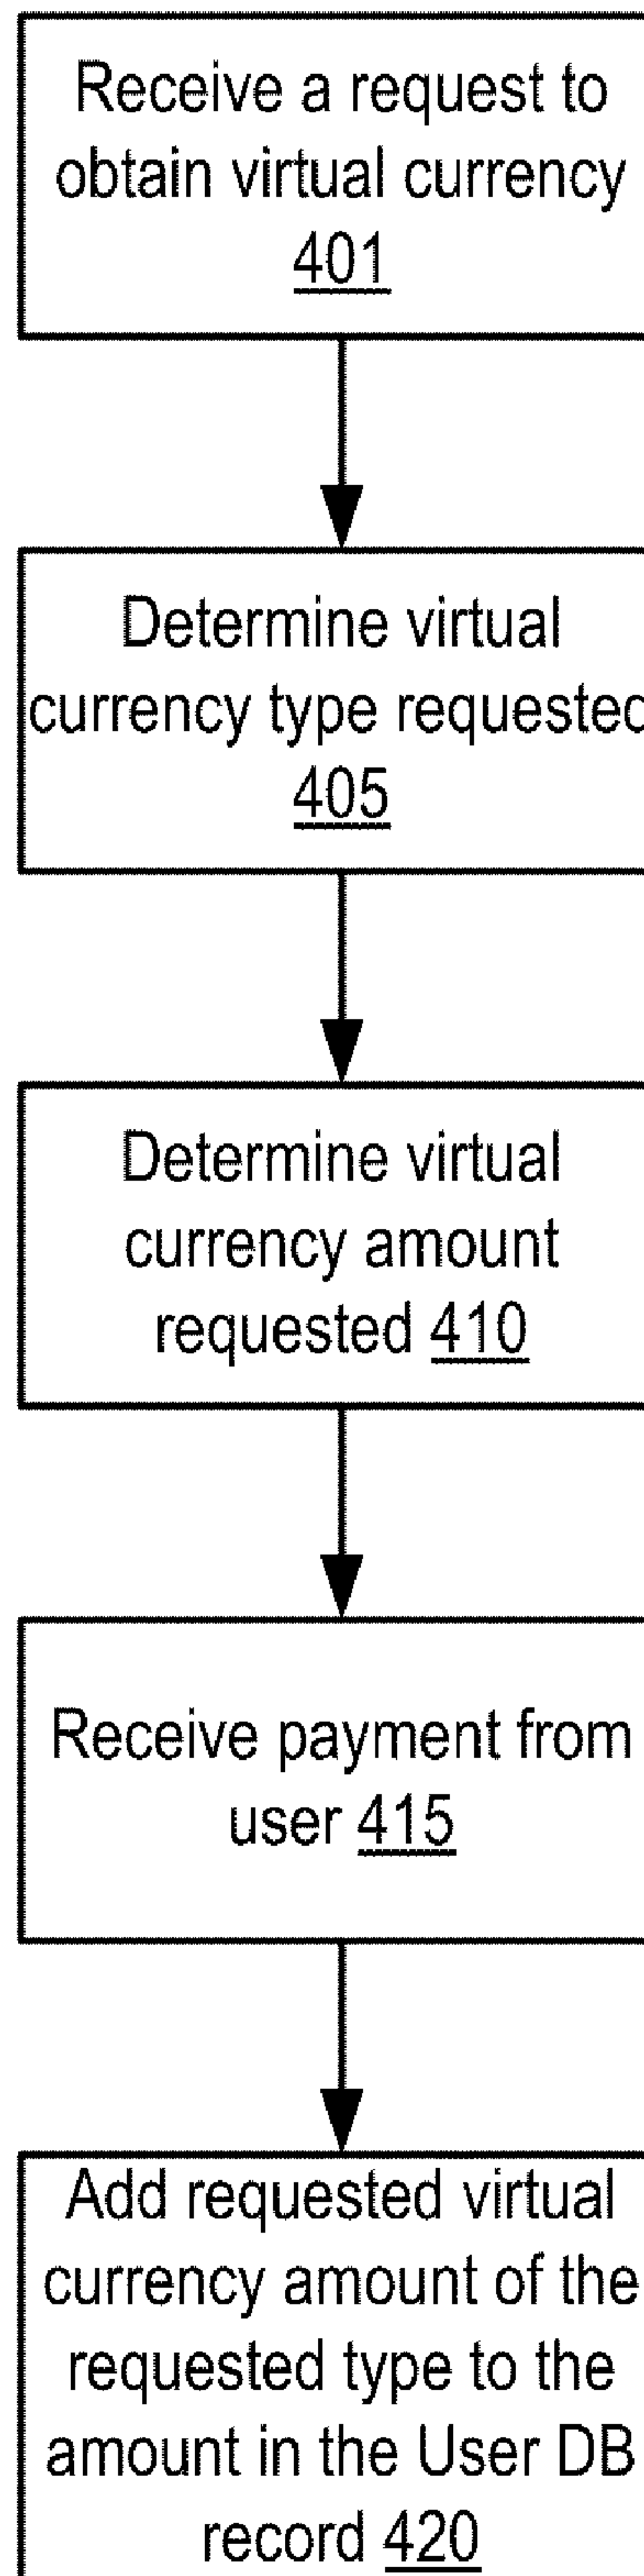 Receive a request to
obtain virtual currency
401
Determine virtual
currency type requested
405
Determine virtual
currency amount
requested 410
Receive payment from
user 415
Add requested virtual
currency amount of the
requested type to the
amount in the User DB
record 420